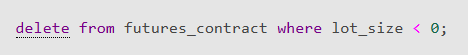 delete from futures_contract where lot_size < 0;